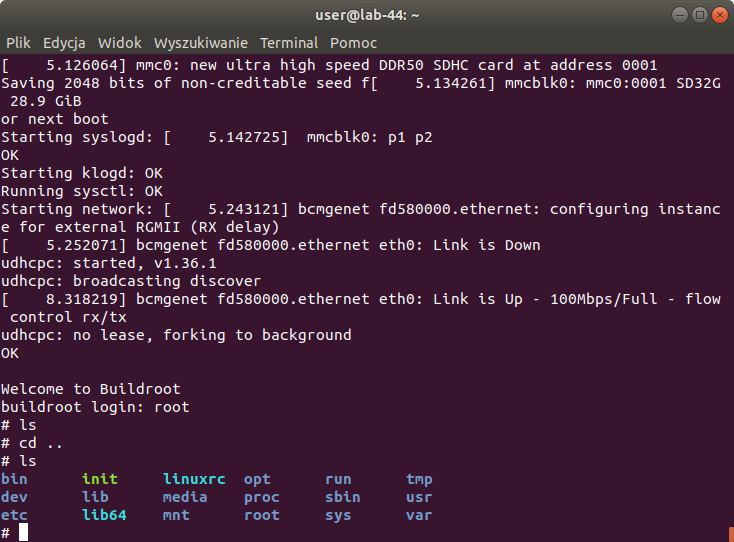 user@lab-44: ~
Plik Edycja Widok Wyszukiwanie Terminal Pomoc
[    5.126064] mmc0: new ultra high speed DDR50 SDHC card at address 0001
Saving 2048 bits of non-creditable seed f[    5.134261] mmcblk0: mmc0:0001 SD32G
 28.9 GiB
or next boot
Starting syslogd: [    5.142725]  mmcblk0: p1 p2
OK
Starting klogd: OK
Running sysctl: OK
Starting network: [    5.243121] bcmgenet fd580000.ethernet: configuring instanc
e for external RGMII (RX delay)
[    5.252071] bcmgenet fd580000.ethernet eth0: Link is Down
udhcpc: started, v1.36.1
udhcpc: broadcasting discover
[    8.318219] bcmgenet fd580000.ethernet eth0: Link is Up - 100Mbps/Full - flow
 control rx/tx
udhcpc: no lease, forking to background
OK

Welcome to Buildroot
buildroot login: root
# ls
# cd ..
# ls
bin      init     linuxrc  opt      run      tmp
dev      lib      media    proc     sbin     usr
etc      lib64    mnt      root     sys      var
#